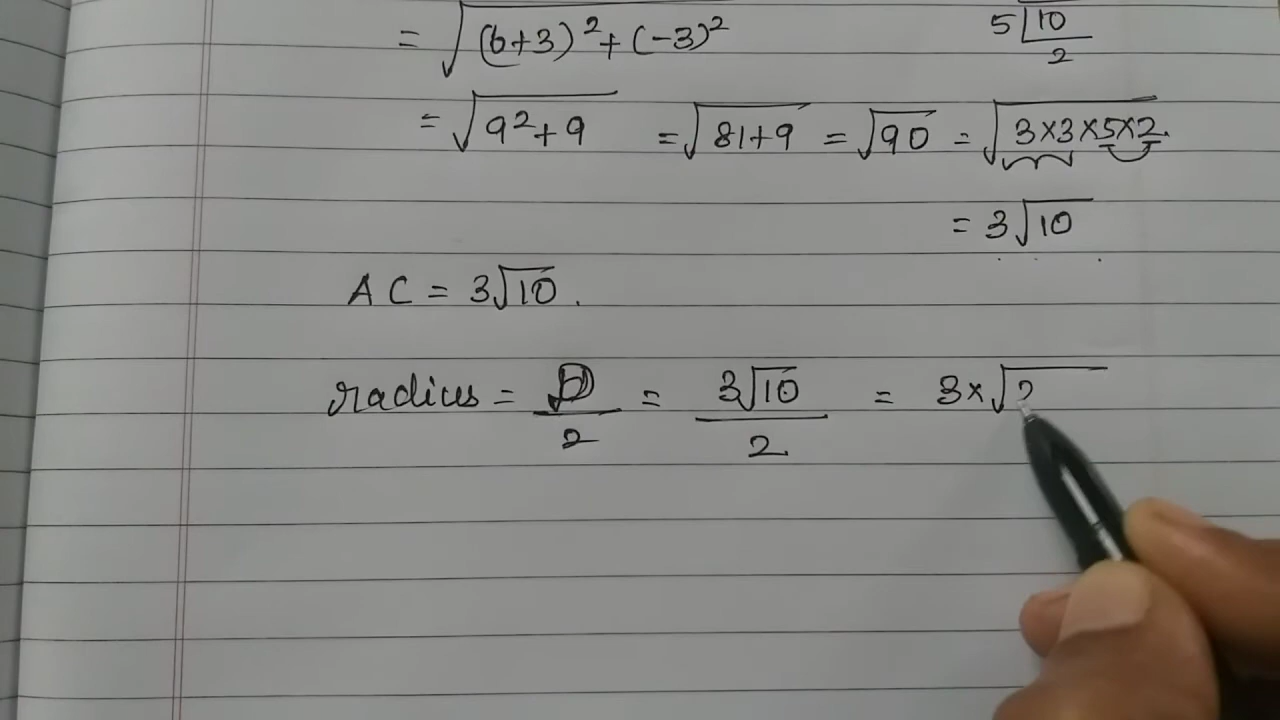 = √(6+3)² + (-3)² 5 | 10
2
= √9² + 9 = √81+9 = √90 = √3×3×5×2
= 3√10
AC = 3√10.
radius = D/2 = 3√10/2 = 3×√2